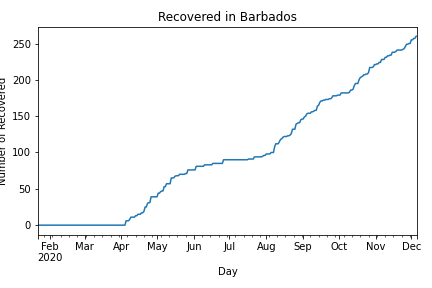 Recovered in Barbados
Number of Recovered
250
200
150
100
50
0
Feb Mar Apr May Jun Jul Aug Sep Oct Nov Dec
2020
Day